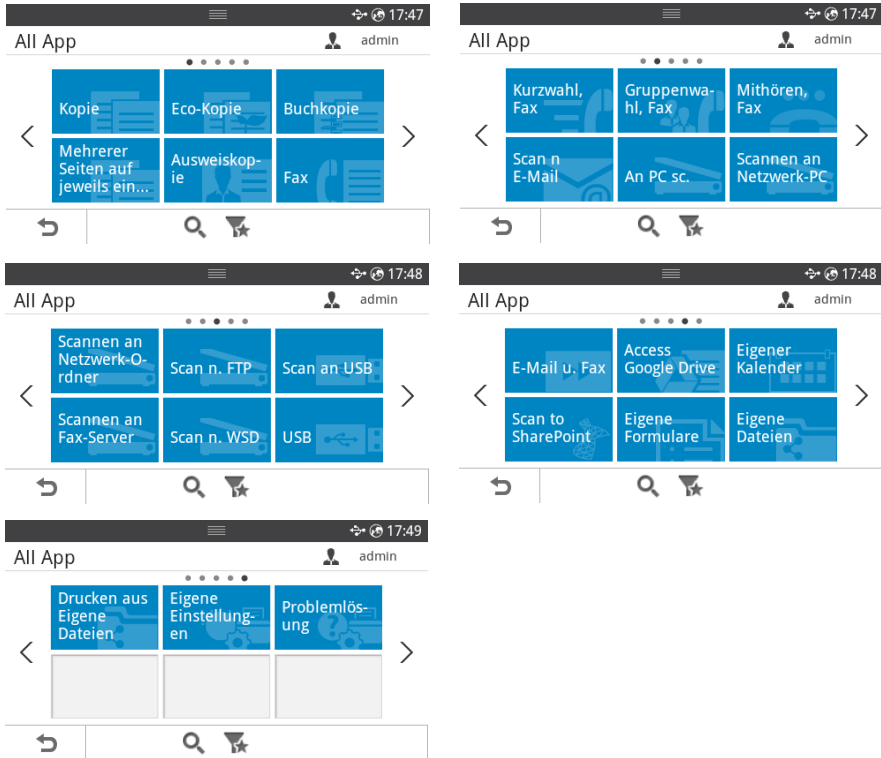 17:47
All App
admin
Kopie
Eco-Kopie
Buchkopie
Mehrerer
Seiten auf
jeweils ein...
Ausweiskop-
ie
Fax
17:47
All App
admin
Kurzwahl,
Fax
Gruppenwa-
hl, Fax
Mithören,
Fax
Scan n
E-Mail
An PC sc.
Scannen an
Netzwerk-PC
17:48
All App
admin
Scannen an
Netzwerk-O-
rdner
Scan n. FTP
Scan an USB
Scannen an
Fax-Server
Scan n. WSD
USB
17:48
All App
admin
E-Mail u. Fax
Access
Google Drive
Eigener
Kalender
Scan to
SharePoint
Eigene
Formulare
Eigene
Dateien
17:49
All App
admin
Drucken aus
Eigene
Dateien
Eigene
Einstellung-
en
Problemlös-
ung